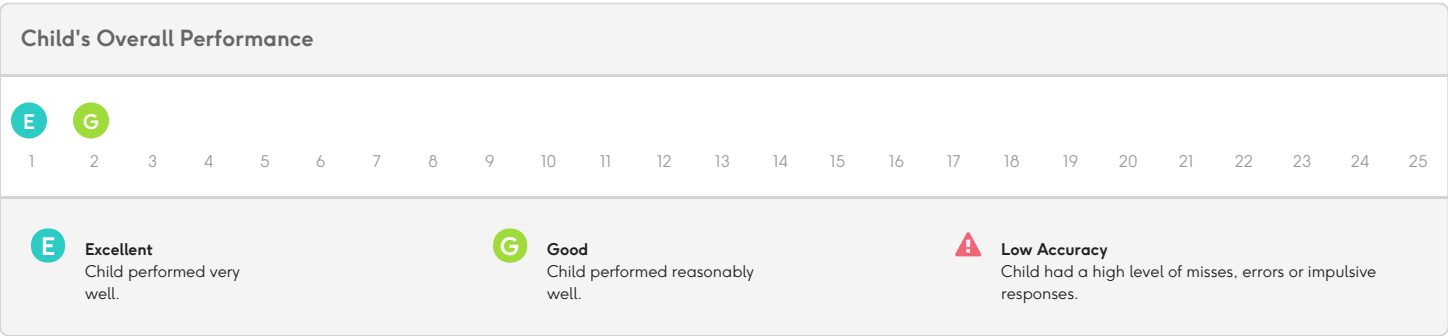 Child's Overall Performance
E G
1 2 3 4 5 6 7 8 9 10 11 12 13 14 15 16 17 18 19 20 21 22 23 24 25
E Excellent
Child performed very
well.
G Good
Child performed reasonably
well.
Low Accuracy
Child had a high level of misses, errors or impulsive
responses.